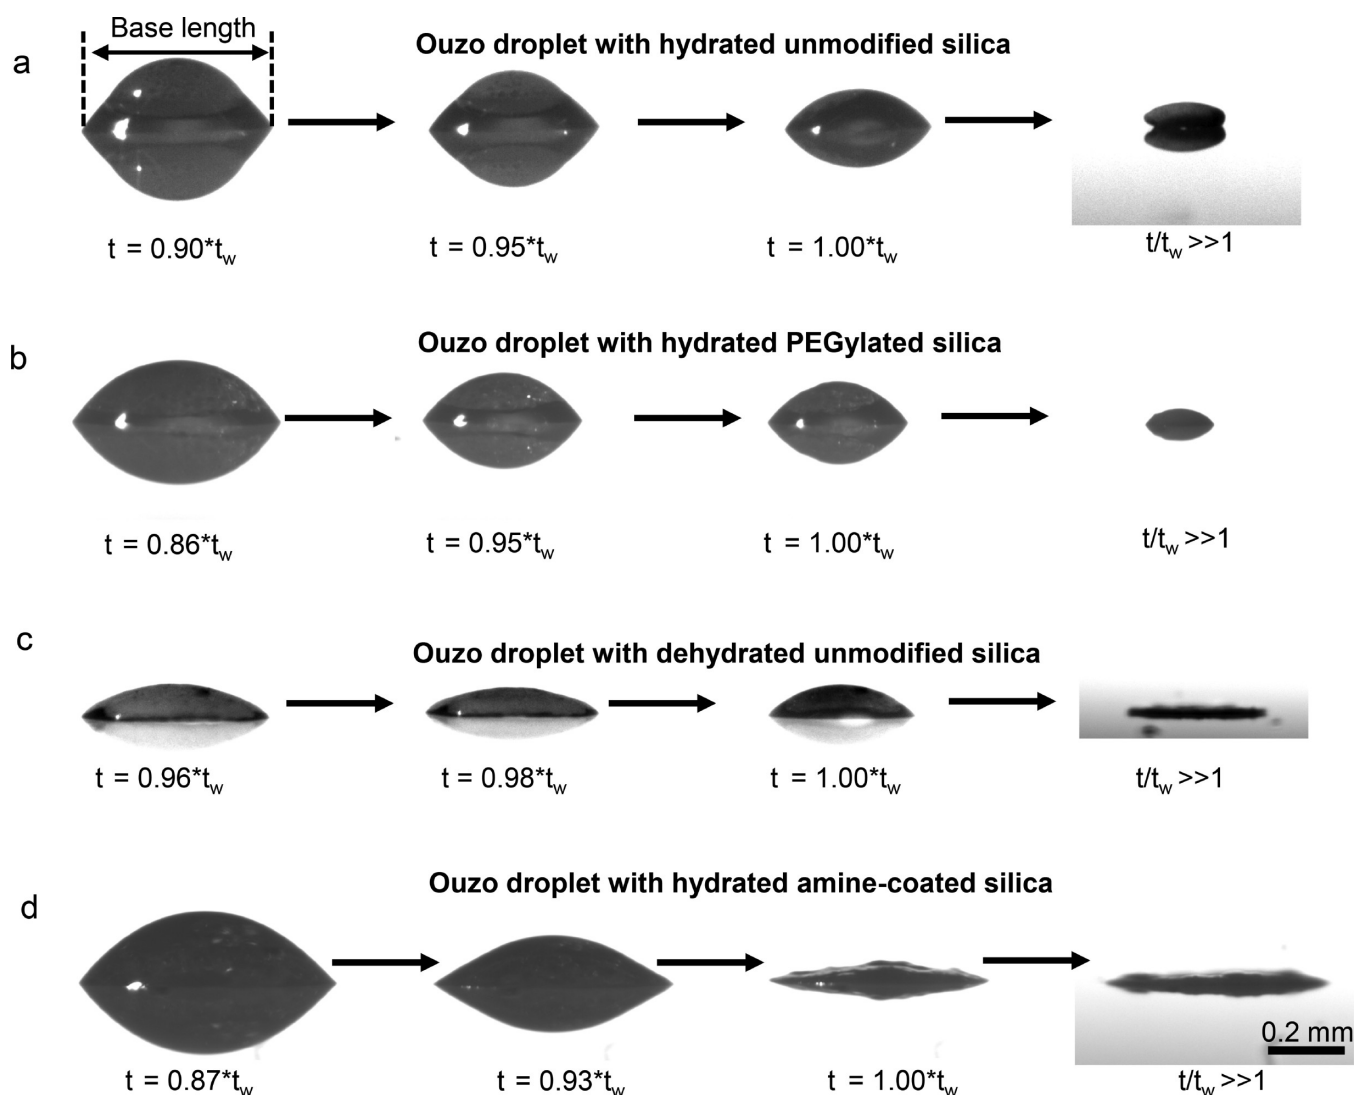 Base length
Ouzo droplet with hydrated unmodified silica
a
t = 0.90*tw
t = 0.95*tw
t = 1.00*tw
t/tw >>1
Ouzo droplet with hydrated PEGylated silica
b
t = 0.86*tw
t = 0.95*tw
t = 1.00*tw
t/tw >>1
c
Ouzo droplet with dehydrated unmodified silica
t = 0.96*tw
t = 0.98*tw
t = 1.00*tw
t/tw >>1
Ouzo droplet with hydrated amine-coated silica
d
0.2 mm
t = 0.87*tw
t = 0.93*tw
t = 1.00*tw
t/tw >>1